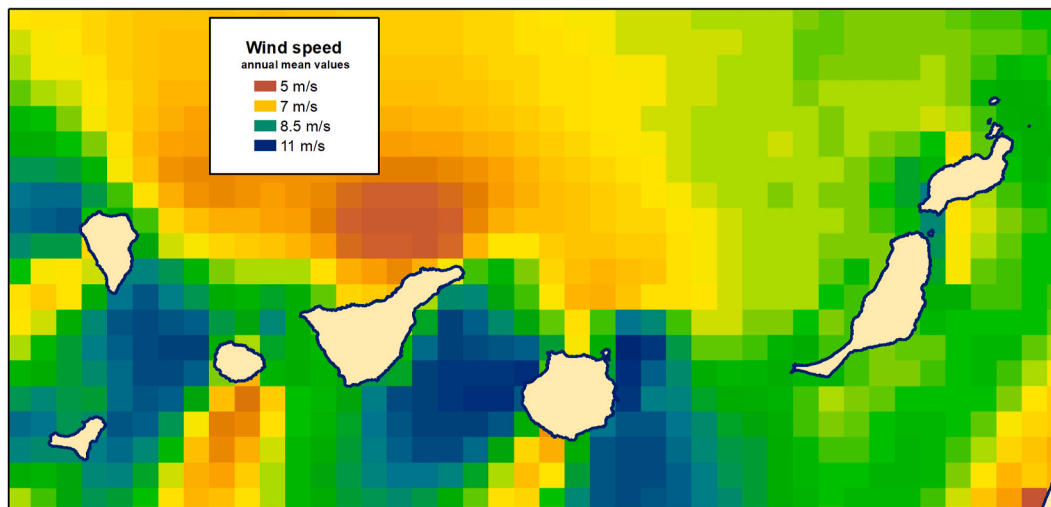 Wind speed
annual mean values
5 m/s
7 m/s
8.5 m/s
11 m/s